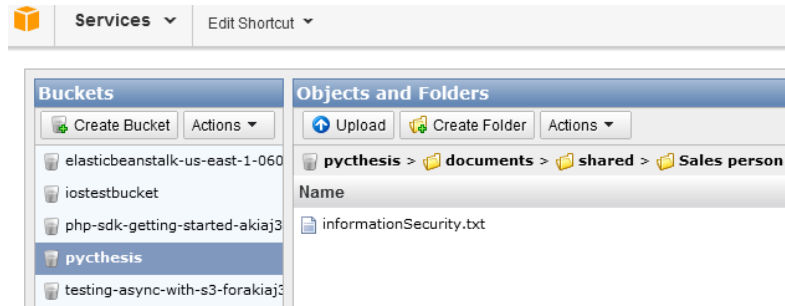 Services Edit Shortcut
Buckets
Create Bucket Actions
elasticbeanstalk-us-east-1-060
iostestbucket
php-sdk-getting-started-akiaj3
pycthesis
testing-async-with-s3-forakiaj3
Objects and Folders
Upload Create Folder Actions
pycthesis > documents > shared > Sales person
Name
informationSecurity.txt